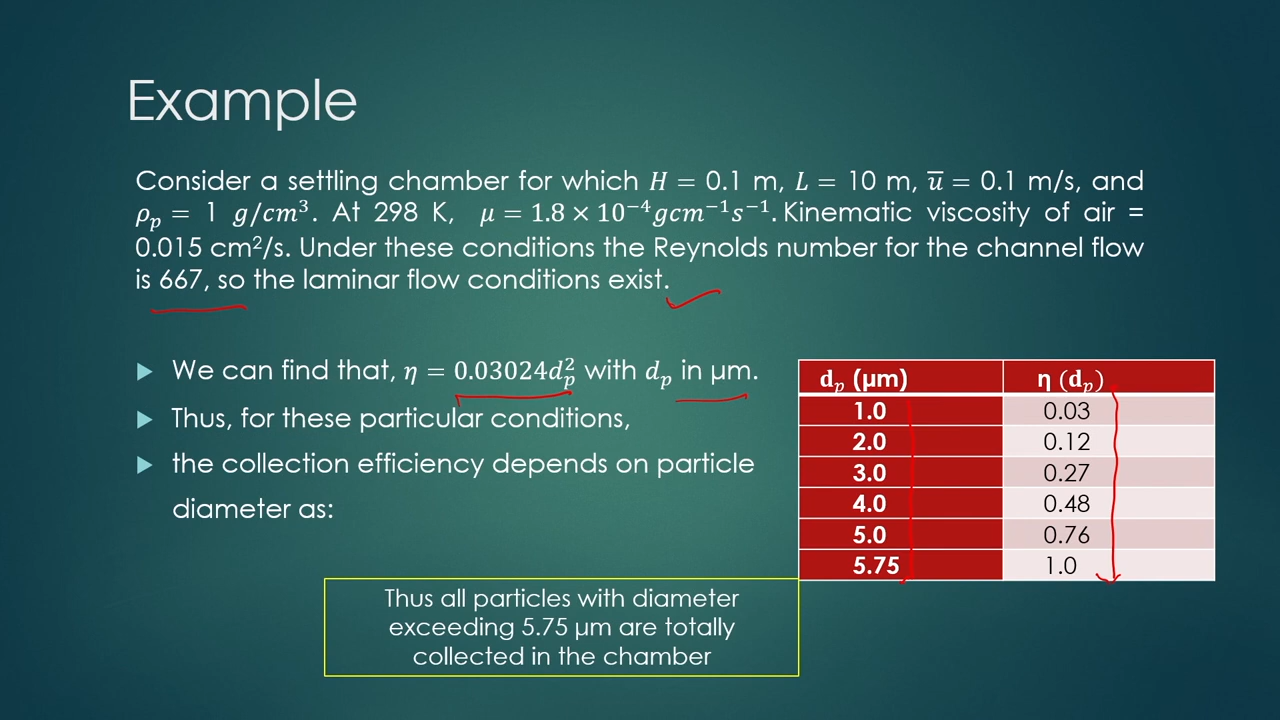 Example
Consider a settling chamber for which 𝐻 = 0.1 m, 𝐿 = 10 m, u̅ = 0.1 m/s, and
ρₚ = 1 g/cm³. At 298 K, μ = 1.8 × 10⁻⁴gcm⁻¹s⁻¹. Kinematic viscosity of air =
0.015 cm²/s. Under these conditions the Reynolds number for the channel flow
is 667, so the laminar flow conditions exist.
We can find that, η = 0.03024dₚ² with dₚ in μm.
Thus, for these particular conditions,
the collection efficiency depends on particle
diameter as:
dₚ (μm) η (dₚ)
1.0 0.03
2.0 0.12
3.0 0.27
4.0 0.48
5.0 0.76
5.75 1.0
Thus all particles with diameter
exceeding 5.75 μm are totally
collected in the chamber